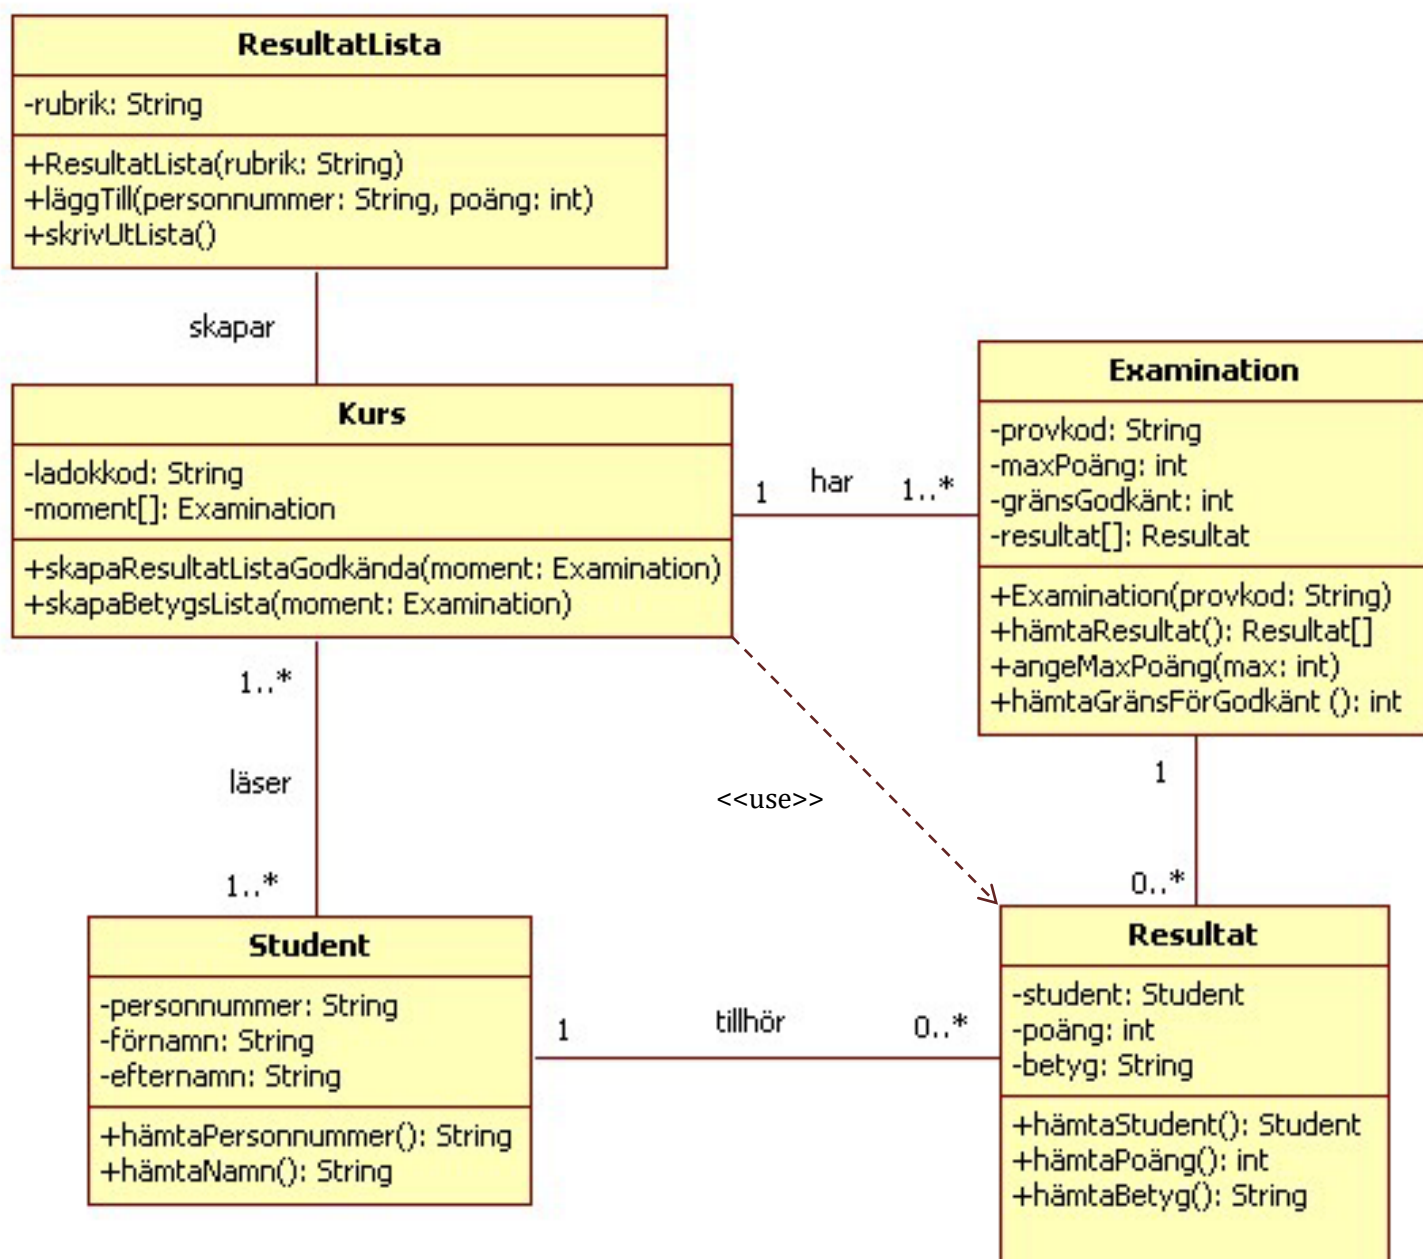 ResultatLista
-rubrik: String
+ResultatLista(rubrik: String)
+läggTill(personnummer: String, poäng: int)
+skrivUtLista()
skapar
Kurs
-ladokkod: String
-moment[]: Examination
+skapaResultatListaGodkända(moment: Examination)
+skapaBetygsLista(moment: Examination)
1 har 1..*
Examination
-provkod: String
-maxPoäng: int
-gränsGodkänt: int
-resultat[]: Resultat
+Examination(provkod: String)
+hämtaResultat(): Resultat[]
+angeMaxPoäng(max: int)
+hämtaGränsFörGodkänt (): int
1..*
läser
1..*
<<use>>
1
0..*
Student
-personnummer: String
-förnamn: String
-efternamn: String
+hämtaPersonnummer(): String
+hämtaNamn(): String
1 tillhör 0..*
Resultat
-student: Student
-poäng: int
-betyg: String
+hämtaStudent(): Student
+hämtaPoäng(): int
+hämtaBetyg(): String